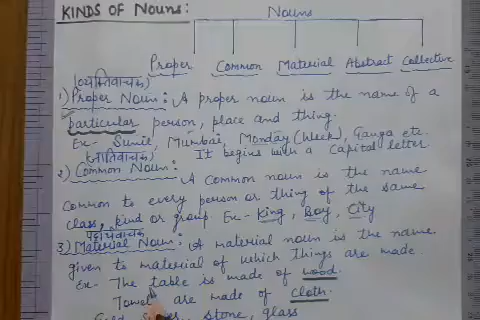 KINDS OF NOUNS:
Nouns
Proper Common Material Abstract Collective
(व्यक्तिवाचक)
1) Proper Noun: A proper noun is the name of a
particular person, place and thing.
Ex- Sunil, Mumbai, Monday (Week), Ganga etc.
It begins with a Capital letter.
(जातिवाचक)
2) Common Noun: A Common noun is the name
Common to every person or thing of the same
class, kind or group. Ex- King, Boy, City
पदार्थवाचक
3) Material Noun: A material noun is the name
given to material of which things are made.
Ex- The table is made of wood.
Towels are made of Cloth.
stone, glass